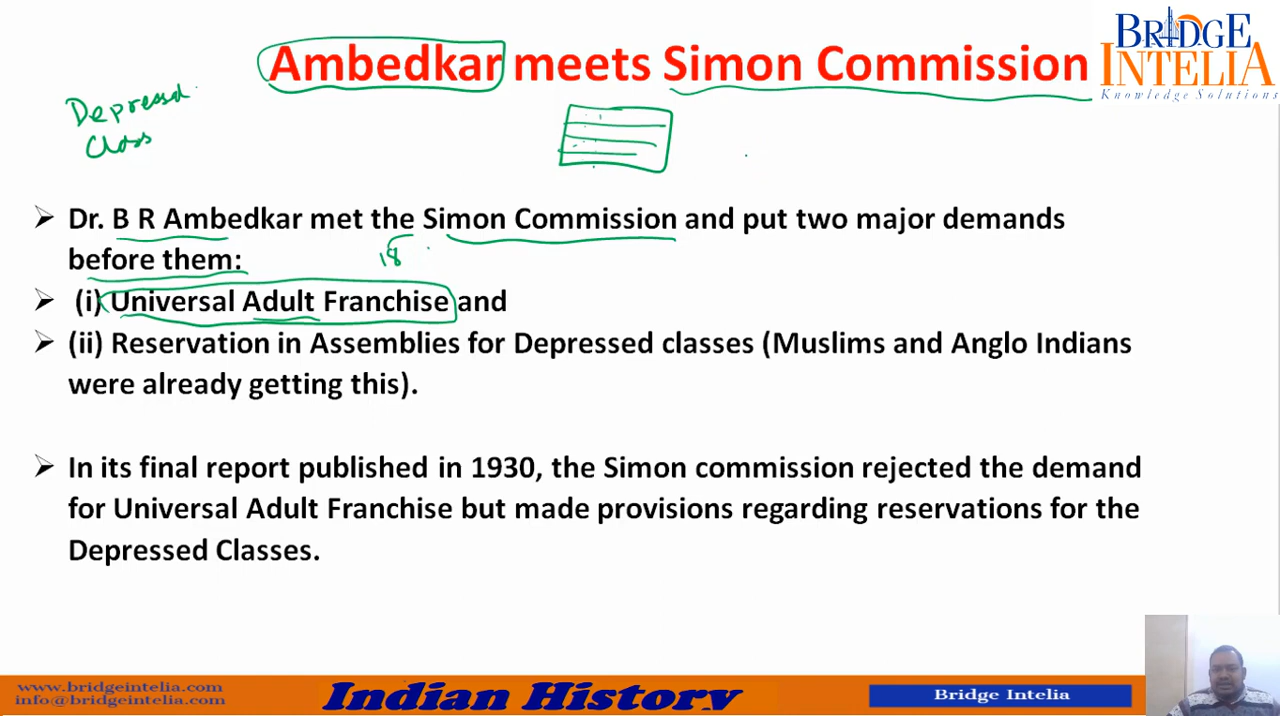 BRIDGE
INTELIA
Knowledge Solutions
Ambedkar meets Simon Commission
Depressed
Class
➢ Dr. B R Ambedkar met the Simon Commission and put two major demands
before them:
18
➢ (i) Universal Adult Franchise and
➢ (ii) Reservation in Assemblies for Depressed classes (Muslims and Anglo Indians
were already getting this).
➢ In its final report published in 1930, the Simon commission rejected the demand
for Universal Adult Franchise but made provisions regarding reservations for the
Depressed Classes.
www.bridgeintelia.com
info@bridgeintelia.com
Indian History
Bridge Intelia